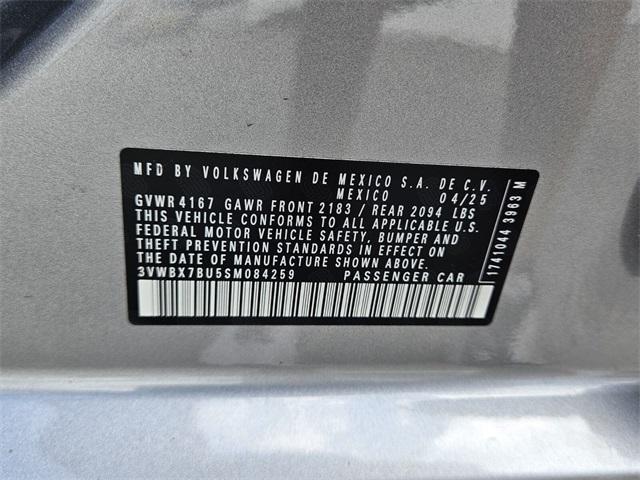 MFD BY VOLKSWAGEN DE MEXICO S.A. DE C.V.
MEXICO 04/25
GVWR 4167 GAWR FRONT 2183 / REAR 2094 LBS
THIS VEHICLE CONFORMS TO ALL APPLICABLE U.S.
FEDERAL MOTOR VEHICLE SAFETY, BUMPER AND
THEFT PREVENTION STANDARDS IN EFFECT ON
THE DATE OF MANUFACTURE SHOWN ABOVE.
3VWBX7BU5SM084259 PASSENGER CAR
1741044 3963 M